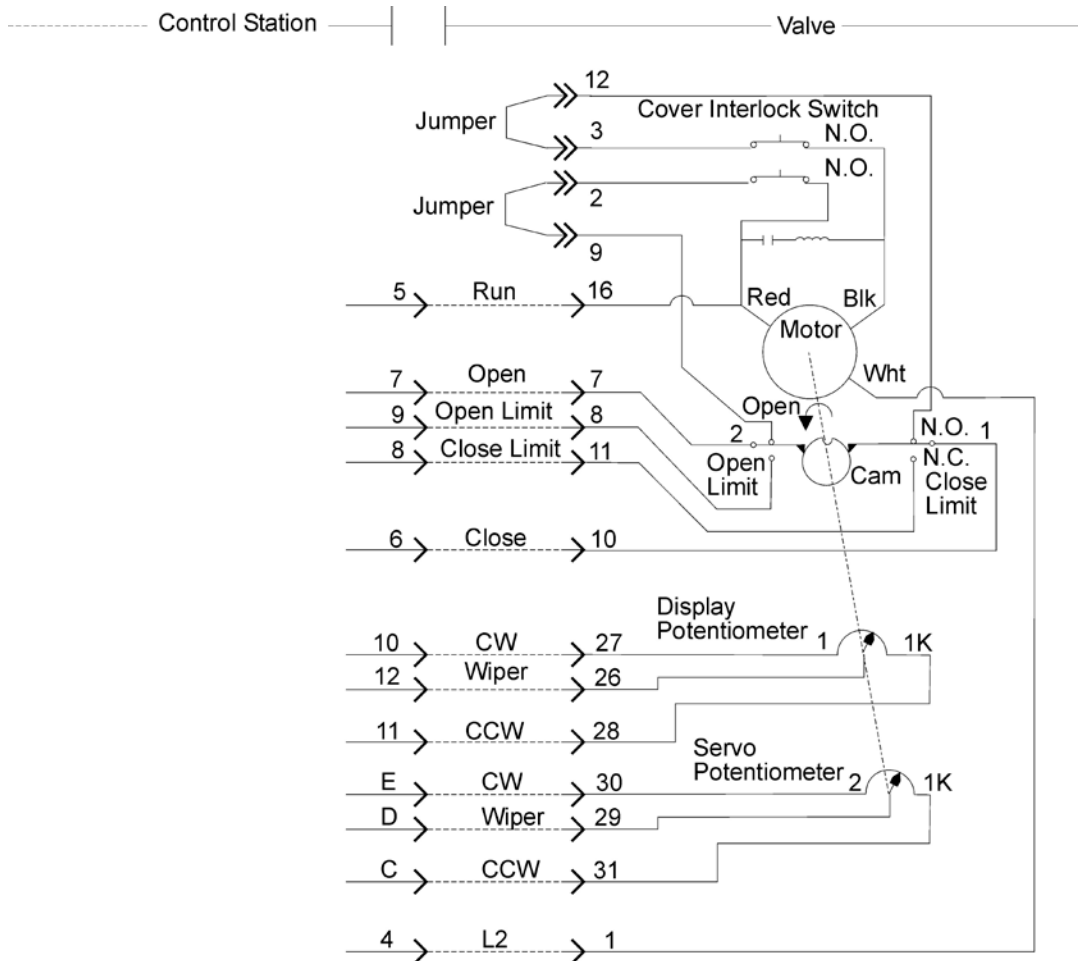 Control Station
Valve
12
Cover Interlock Switch
Jumper
3
N.O.
N.O.
2
Jumper
9
5 Run 16
Red
Blk
Motor
Wht
7 Open 7
Open
9 Open Limit 8
2
N.O. 1
8 Close Limit 11
Open
Limit
Cam
N.C.
Close
Limit
6 Close 10
Display
Potentiometer
10 CW 27
1
1K
12 Wiper 26
11 CCW 28
Servo
Potentiometer
E CW 30
2
1K
D Wiper 29
C CCW 31
4 L2 1